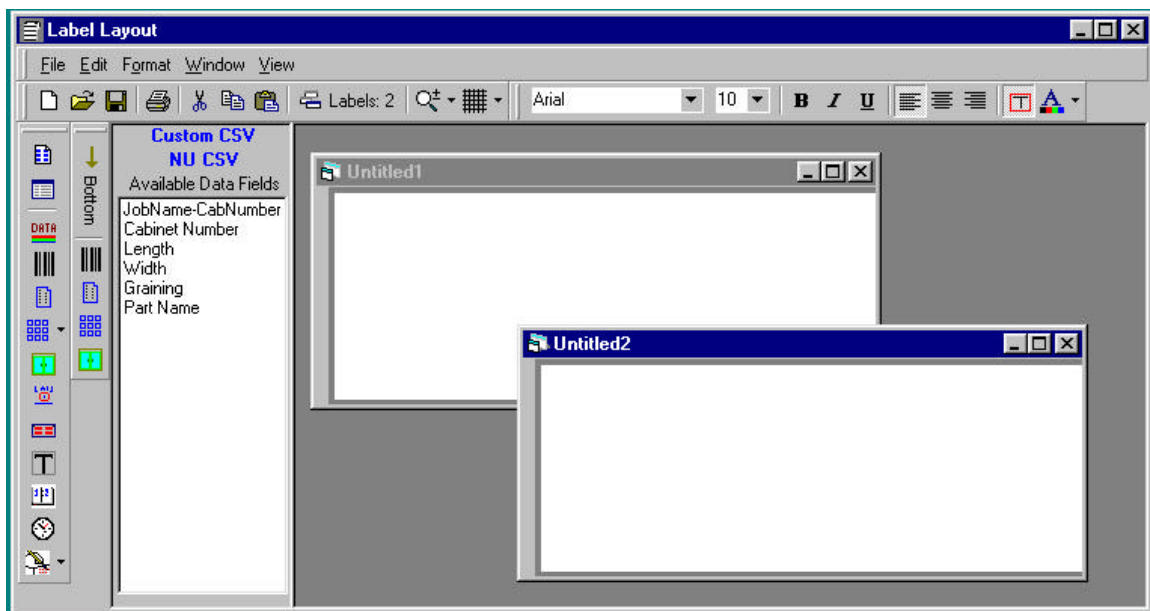 Label Layout
File Edit Format Window View
Labels: 2 Arial 10 B I U T A
Custom CSV
NU CSV
Available Data Fields
JobName-CabNumber
Cabinet Number
Length
Width
Graining
Part Name
DATA
T
Bottom
Untitled1
Untitled2